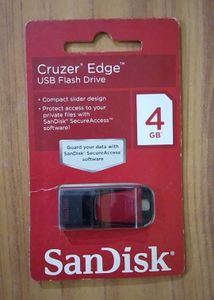 Cruzer® Edge™
USB Flash Drive
• Compact slider design
• Protect access to your
private files with
SanDisk® SecureAccess™
software!
4
GB*
Guard your data with
SanDisk® SecureAccess
software
SanDisk